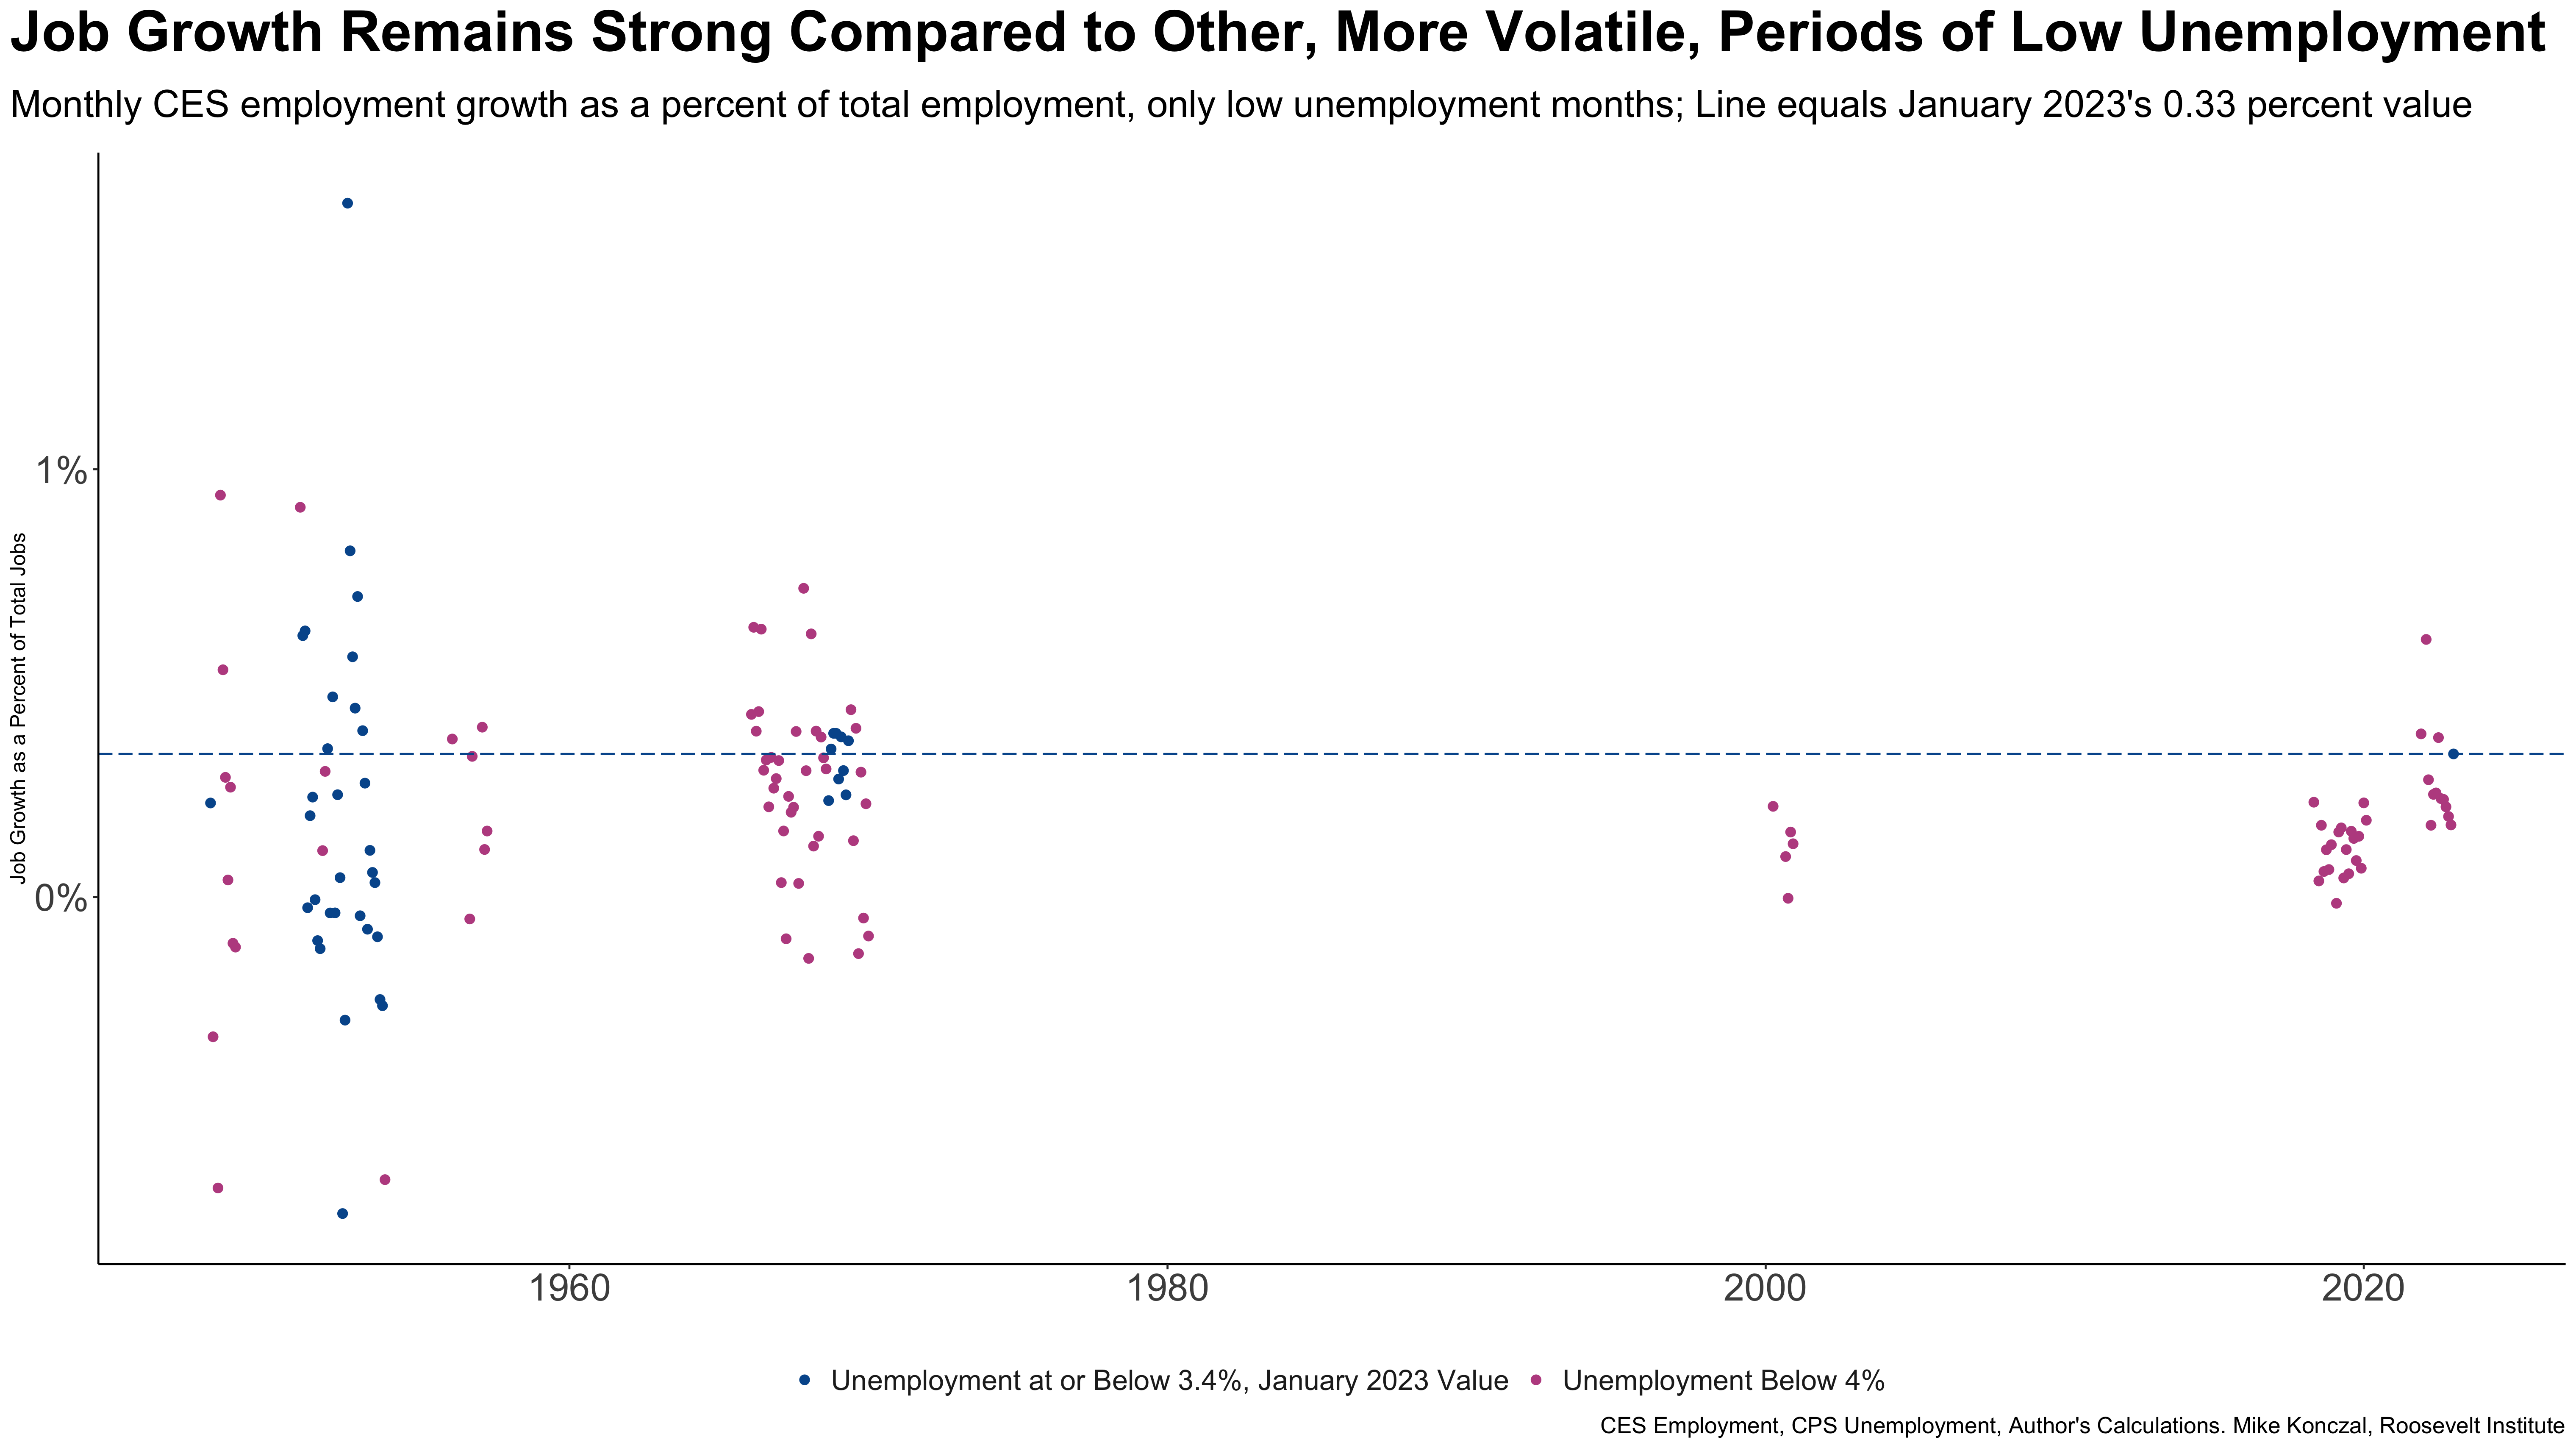 Job Growth Remains Strong Compared to Other, More Volatile, Periods of Low Unemployment
Monthly CES employment growth as a percent of total employment, only low unemployment months; Line equals January 2023's 0.33 percent value
Job Growth as a Percent of Total Jobs
1%
0%
1960
1980
2000
2020
Unemployment at or Below 3.4%, January 2023 Value
Unemployment Below 4%
CES Employment, CPS Unemployment, Author's Calculations. Mike Konczal, Roosevelt Institute